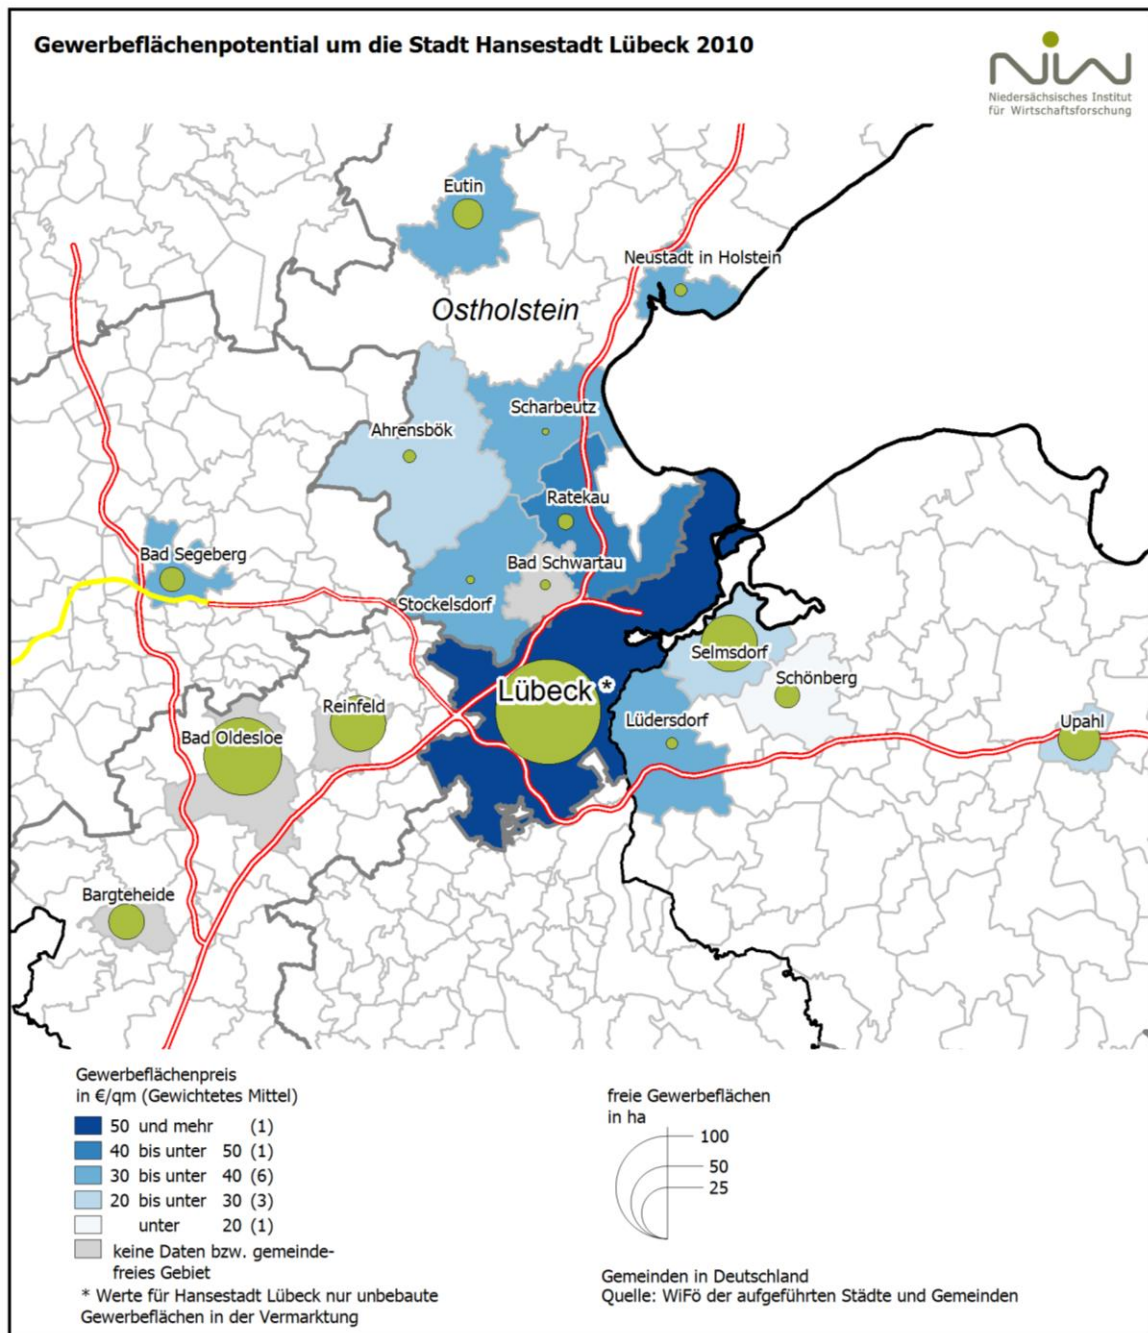 Gewerbeflächenpotential um die Stadt Hansestadt Lübeck 2010
NIW
Niedersächsisches Institut
für Wirtschaftsforschung
Eutin
Neustadt in Holstein
Ostholstein
Scharbeutz
Ahrensbök
Ratekau
Bad Segeberg
Bad Schwartau
Stockelsdorf
Selmsdorf
Schönberg
Lübeck *
Reinfeld
Lüdersdorf
Upahl
Bad Oldesloe
Bargteheide
Gewerbeflächenpreis
in €/qm (Gewichtetes Mittel)
50 und mehr (1)
40 bis unter 50 (1)
30 bis unter 40 (6)
20 bis unter 30 (3)
unter 20 (1)
keine Daten bzw. gemeinde-
freies Gebiet
* Werte für Hansestadt Lübeck nur unbebaute
Gewerbeflächen in der Vermarktung
freie Gewerbeflächen
in ha
100
50
25
Gemeinden in Deutschland
Quelle: WiFö der aufgeführten Städte und Gemeinden